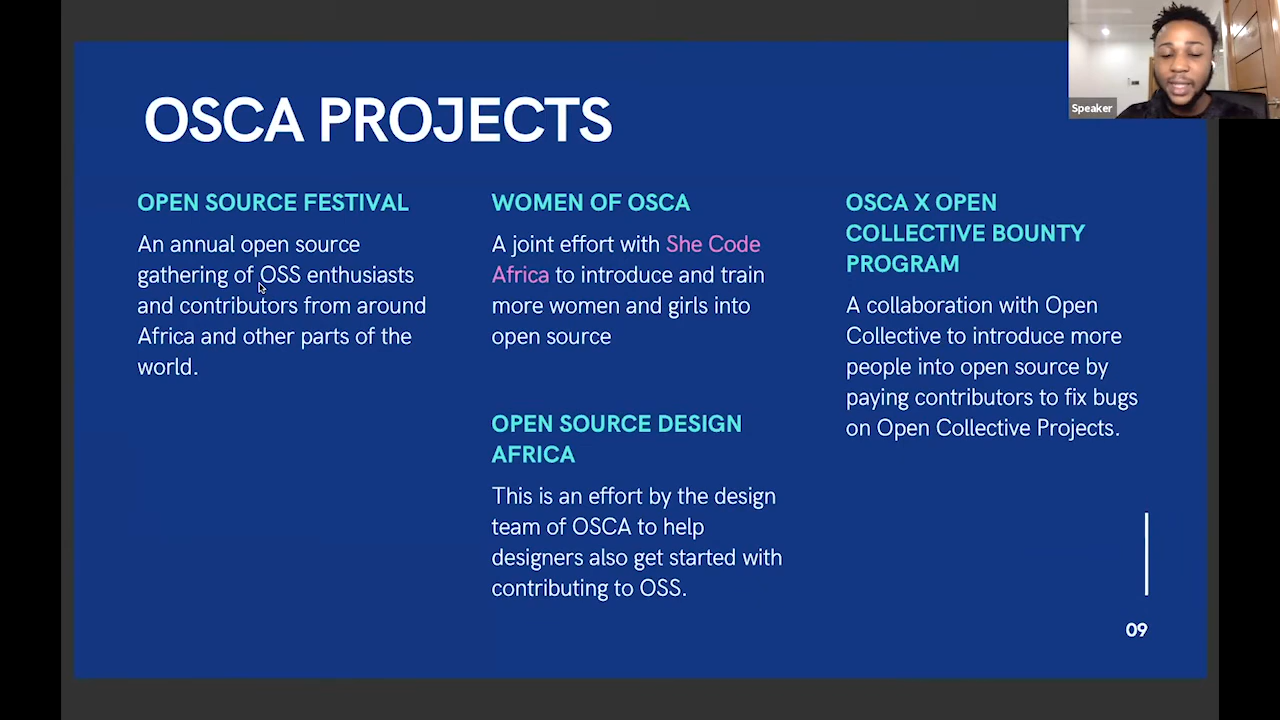 OSCA PROJECTS
OPEN SOURCE FESTIVAL
An annual open source
gathering of OSS enthusiasts
and contributors from around
Africa and other parts of the
world.
WOMEN OF OSCA
A joint effort with She Code
Africa to introduce and train
more women and girls into
open source
OPEN SOURCE DESIGN
AFRICA
This is an effort by the design
team of OSCA to help
designers also get started with
contributing to OSS.
OSCA X OPEN
COLLECTIVE BOUNTY
PROGRAM
A collaboration with Open
Collective to introduce more
people into open source by
paying contributors to fix bugs
on Open Collective Projects.
09
Speaker